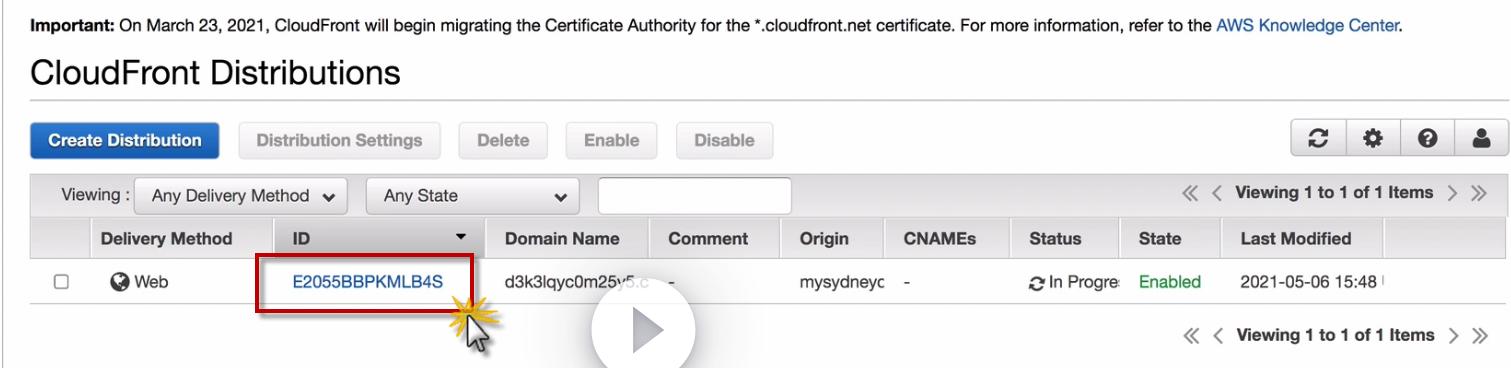 Important: On March 23, 2021, CloudFront will begin migrating the Certificate Authority for the *.cloudfront.net certificate. For more information, refer to the AWS Knowledge Center.
CloudFront Distributions
Create Distribution Distribution Settings Delete Enable Disable
Viewing : Any Delivery Method Any State Viewing 1 to 1 of 1 Items
Delivery Method ID Domain Name Comment Origin CNAMEs Status State Last Modified
Web E2055BBPKMLB4S d3k3lqyc0m25y5.c - mysydneyc - In Progre Enabled 2021-05-06 15:48
Viewing 1 to 1 of 1 Items